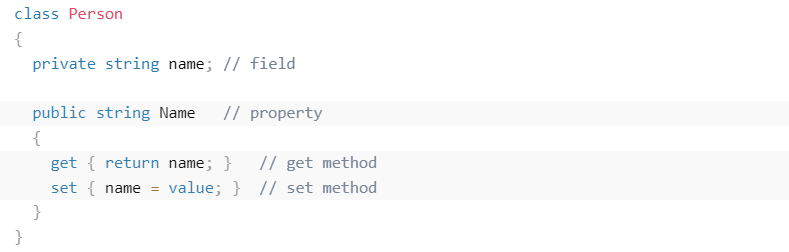 class Person
{
  private string name; // field

  public string Name   // property
  {
    get { return name; }   // get method
    set { name = value; }  // set method
  }
}